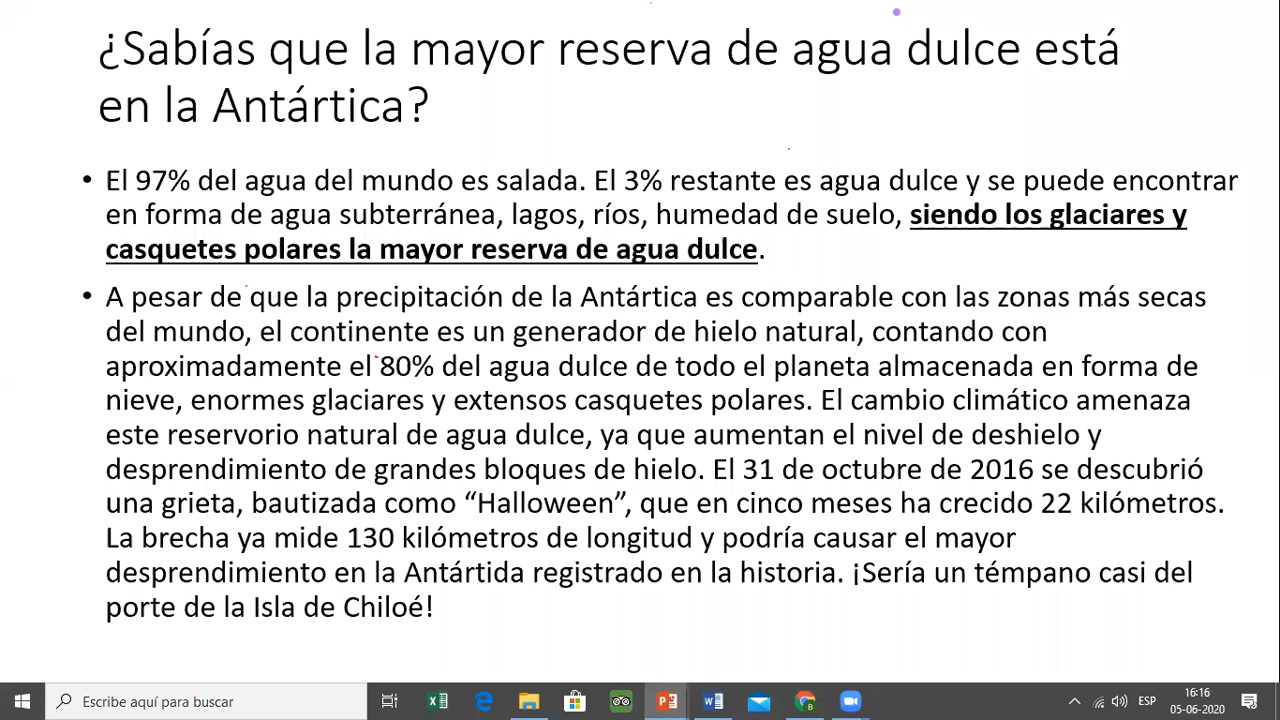 ¿Sabías que la mayor reserva de agua dulce está
en la Antártica?
• El 97% del agua del mundo es salada. El 3% restante es agua dulce y se puede encontrar
en forma de agua subterránea, lagos, ríos, humedad de suelo, siendo los glaciares y
casquetes polares la mayor reserva de agua dulce.
• A pesar de que la precipitación de la Antártica es comparable con las zonas más secas
del mundo, el continente es un generador de hielo natural, contando con
aproximadamente el 80% del agua dulce de todo el planeta almacenada en forma de
nieve, enormes glaciares y extensos casquetes polares. El cambio climático amenaza
este reservorio natural de agua dulce, ya que aumentan el nivel de deshielo y
desprendimiento de grandes bloques de hielo. El 31 de octubre de 2016 se descubrió
una grieta, bautizada como “Halloween”, que en cinco meses ha crecido 22 kilómetros.
La brecha ya mide 130 kilómetros de longitud y podría causar el mayor
desprendimiento en la Antártida registrado en la historia. ¡Sería un témpano casi del
porte de la Isla de Chiloé!
Escribe aquí para buscar
ESP
16:16
05-06-2020